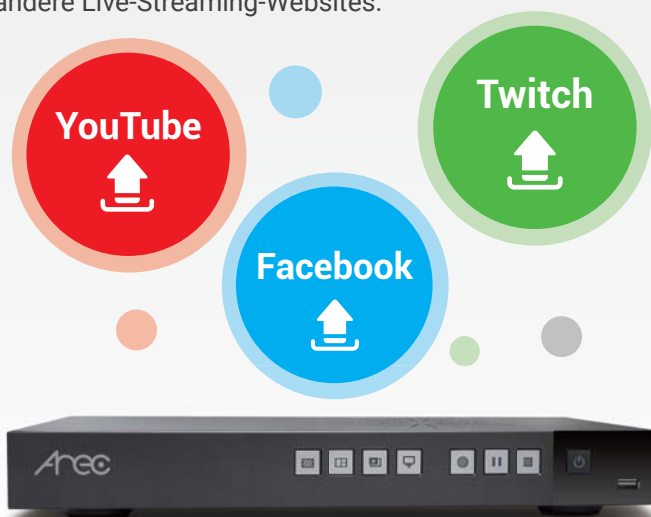 andere Live-Streaming-Websites.
YouTube
Twitch
Facebook
Arec